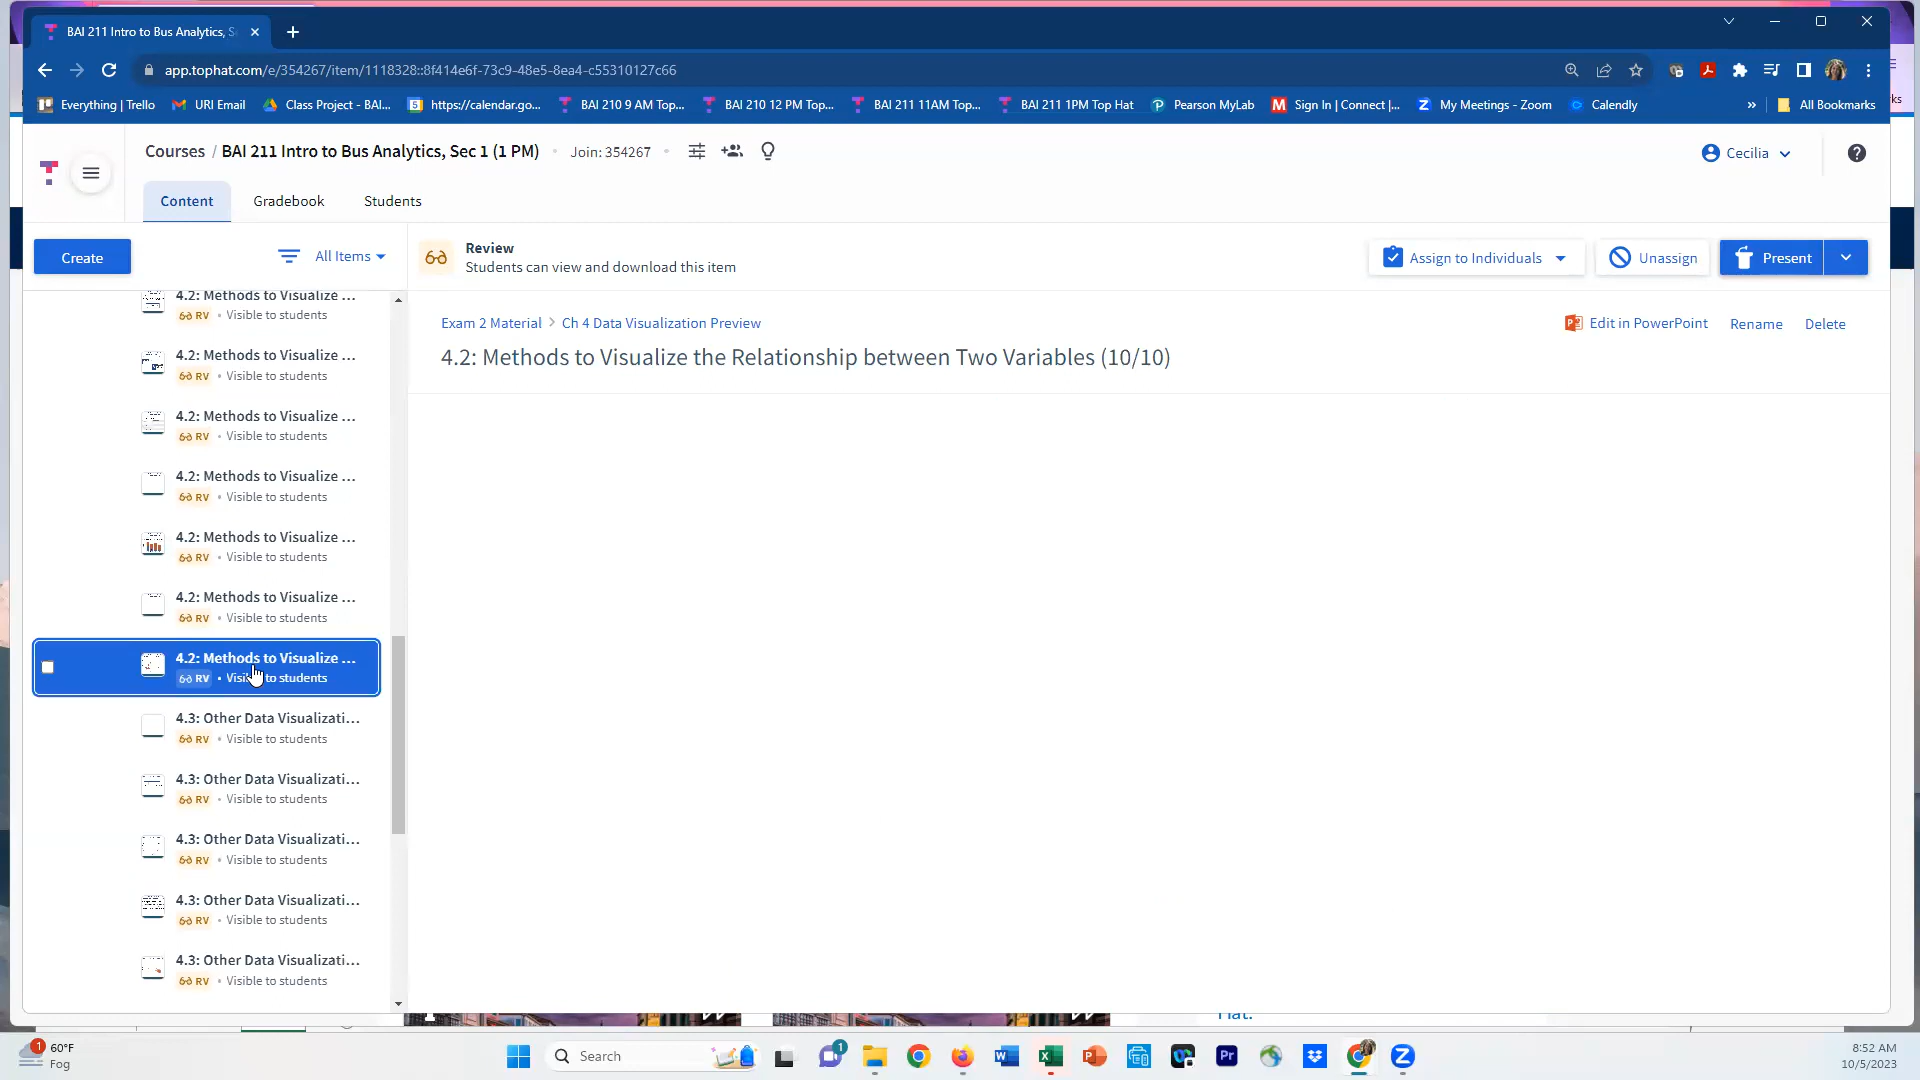 BAI 211 Intro to Bus Analytics, S
app.tophat.com/e/354267/item/1118328::8f414e6f-73c9-48e5-8ea4-c55310127c66
Everything | Trello
URI Email
Class Project - BAI...
https://calendar.go...
BAI 210 9 AM Top...
BAI 210 12 PM Top...
BAI 211 11AM Top...
BAI 211 1PM Top Hat
Pearson MyLab
Sign In | Connect |...
My Meetings - Zoom
Calendly
»
All Bookmarks
Courses / BAI 211 Intro to Bus Analytics, Sec 1 (1 PM)
Join: 354267
Cecilia
Content
Gradebook
Students
Create
All Items
Review
Students can view and download this item
Assign to Individuals
Unassign
Present
Exam 2 Material > Ch 4 Data Visualization Preview
Edit in PowerPoint
Rename
Delete
4.2: Methods to Visualize the Relationship between Two Variables (10/10)
4.2: Methods to Visualize ...
RV • Visible to students
4.2: Methods to Visualize ...
RV • Visible to students
4.2: Methods to Visualize ...
RV • Visible to students
4.2: Methods to Visualize ...
RV • Visible to students
4.2: Methods to Visualize ...
RV • Visible to students
4.2: Methods to Visualize ...
RV • Visible to students
4.2: Methods to Visualize ...
RV • Visible to students
4.3: Other Data Visualizati...
RV • Visible to students
4.3: Other Data Visualizati...
RV • Visible to students
4.3: Other Data Visualizati...
RV • Visible to students
4.3: Other Data Visualizati...
RV • Visible to students
4.3: Other Data Visualizati...
RV • Visible to students
Hat.
1
60°F
Fog
Search
1
8:52 AM
10/5/2023